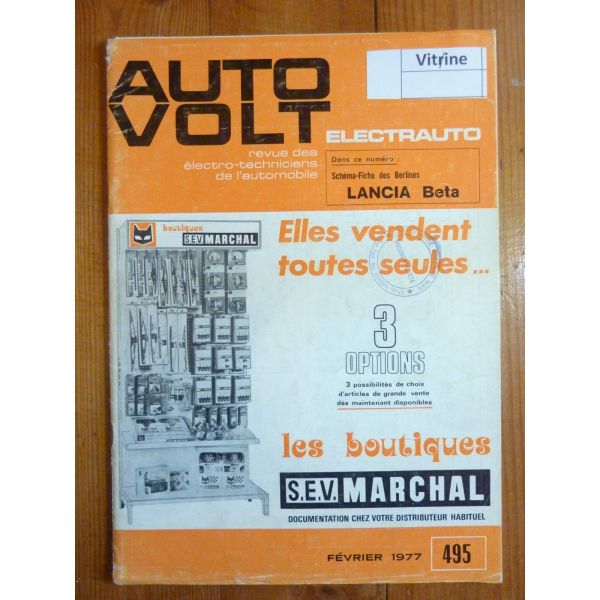 AUTO
VOLT
Vitrine
ELECTRAUTO
revue des
électro-techniciens
de l'automobile
Dans ce numéro :
Schéma-Fiche des Berlines
LANCIA Beta
boutiques
S.E.V. MARCHAL
Elles vendent
toutes seules...
3
OPTIONS
3 possibilités de choix
d'articles de grande vente
dès maintenant disponibles
les boutiques
S.E.V. MARCHAL
DOCUMENTATION CHEZ VOTRE DISTRIBUTEUR HABITUEL
FÉVRIER 1977
495